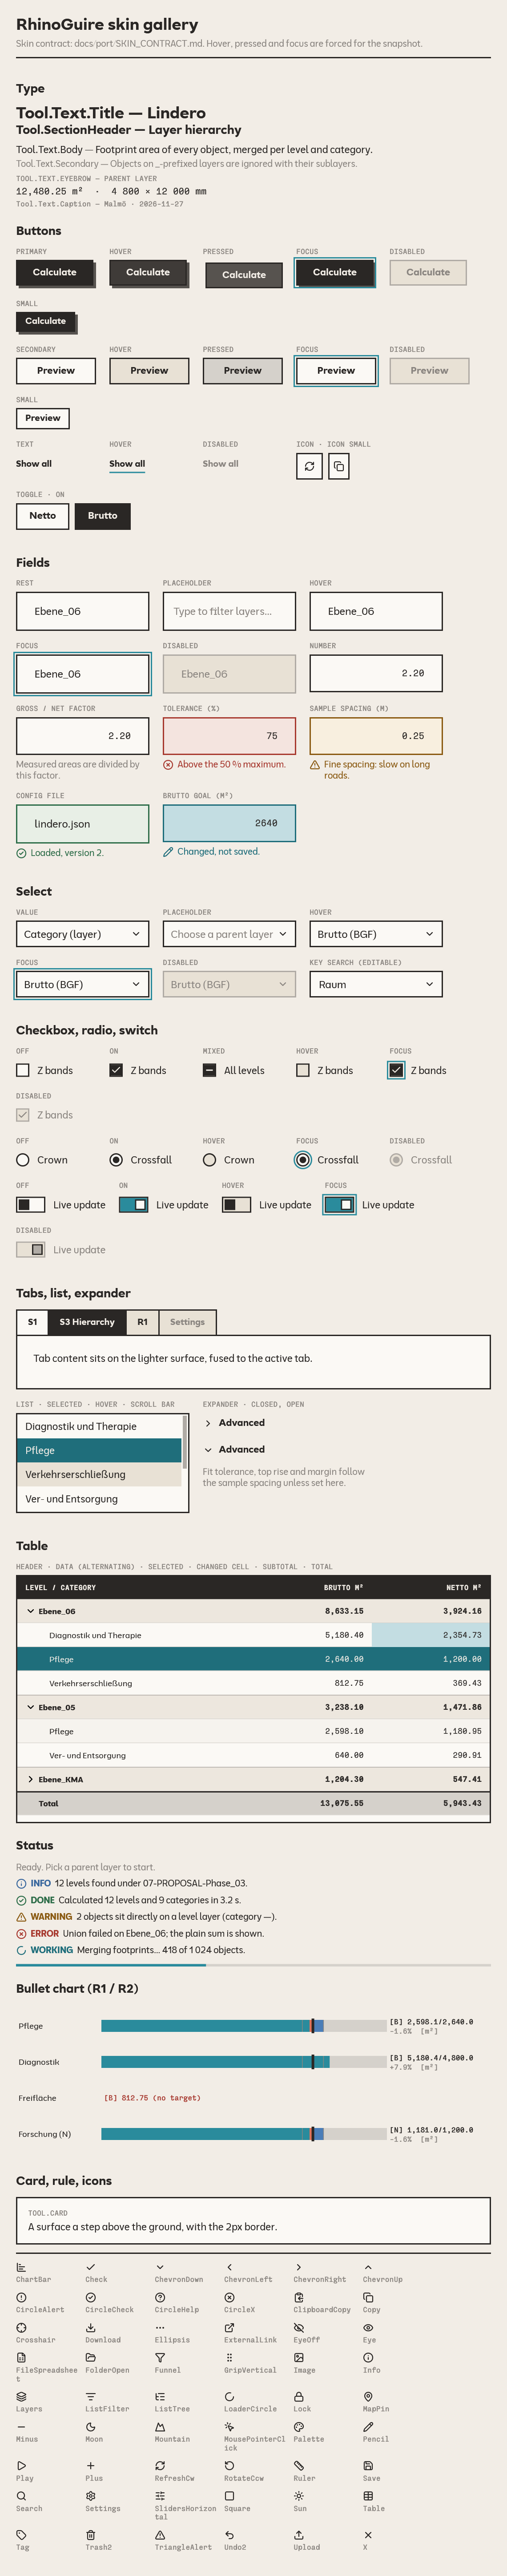 RhinoGuire skin gallery
Skin contract: docs/port/SKIN_CONTRACT.md. Hover, pressed and focus are forced for the snapshot.
Type
Tool.Text.Title — Lindero
Tool.SectionHeader — Layer hierarchy
Tool.Text.Body — Footprint area of every object, merged per level and category.
Tool.Text.Secondary — Objects on _-prefixed layers are ignored with their sublayers.
TOOL.TEXT.EYEBROW — PARENT LAYER
12,480.25 m² · 4 800 × 12 000 mm
Tool.Text.Caption — Malmö · 2026-11-27
Buttons
PRIMARY HOVER PRESSED FOCUS DISABLED
Calculate Calculate Calculate Calculate Calculate
SMALL
Calculate
SECONDARY HOVER PRESSED FOCUS DISABLED
Preview Preview Preview Preview Preview
SMALL
Preview
TEXT HOVER DISABLED ICON · ICON SMALL
Show all Show all Show all
TOGGLE · ON
Netto Brutto
Fields
REST PLACEHOLDER HOVER
Ebene_06 Type to filter layers... Ebene_06
FOCUS DISABLED NUMBER
Ebene_06 Ebene_06 2.20
GROSS / NET FACTOR TOLERANCE (%) SAMPLE SPACING (M)
2.20 75 0.25
Measured areas are divided by this factor. Above the 50 % maximum. Fine spacing: slow on long roads.
CONFIG FILE BRUTTO GOAL (M²)
lindero.json 2640
Loaded, version 2. Changed, not saved.
Select
VALUE PLACEHOLDER HOVER
Category (layer) Choose a parent layer Brutto (BGF)
FOCUS DISABLED KEY SEARCH (EDITABLE)
Brutto (BGF) Brutto (BGF) Raum
Checkbox, radio, switch
OFF ON MIXED HOVER FOCUS
Z bands Z bands All levels Z bands Z bands
DISABLED
Z bands
OFF ON HOVER FOCUS DISABLED
Crown Crossfall Crown Crossfall Crossfall
OFF ON HOVER FOCUS
Live update Live update Live update Live update
DISABLED
Live update
Tabs, list, expander
S1 S3 Hierarchy R1 Settings
Tab content sits on the lighter surface, fused to the active tab.
LIST · SELECTED · HOVER · SCROLL BAR EXPANDER · CLOSED, OPEN
Diagnostik und Therapie Advanced
Pflege Advanced
Verkehrserschließung Fit tolerance, top rise and margin follow
the sample spacing unless set here.
Ver- und Entsorgung
Table
HEADER · DATA (ALTERNATING) · SELECTED · CHANGED CELL · SUBTOTAL · TOTAL
LEVEL / CATEGORY BRUTTO M² NETTO M²
Ebene_06 8,633.15 3,924.16
Diagnostik und Therapie 5,180.40 2,354.73
Pflege 2,640.00 1,200.00
Verkehrserschließung 812.75 369.43
Ebene_05 3,238.10 1,471.86
Pflege 2,598.10 1,180.95
Ver- und Entsorgung 640.00 290.91
Ebene_KMA 1,204.30 547.41
Total 13,075.55 5,943.43
Status
Ready. Pick a parent layer to start.
INFO 12 levels found under 07-PROPOSAL-Phase_03.
DONE Calculated 12 levels and 9 categories in 3.2 s.
WARNING 2 objects sit directly on a level layer (category —).
ERROR Union failed on Ebene_06; the plain sum is shown.
WORKING Merging footprints... 418 of 1 024 objects.
Bullet chart (R1 / R2)
Pflege [B] 2,598.1/2,640.0
-1.6% [m²]
Diagnostik [B] 5,180.4/4,800.0
+7.9% [m²]
Freifläche [B] 812.75 (no target)
Forschung (N) [N] 1,181.0/1,200.0
-1.6% [m²]
Card, rule, icons
TOOL.CARD
A surface a step above the ground, with the 2px border.
ChartBar Check ChevronDown ChevronLeft ChevronRight ChevronUp
CircleAlert CircleCheck CircleHelp CircleX ClipboardCopy Copy
Crosshair Download Ellipsis ExternalLink EyeOff Eye
FileSpreadsheet FolderOpen Funnel GripVertical Image Info
Layers ListFilter ListTree LoaderCircle Lock MapPin
Minus Moon Mountain MousePointerClick Palette Pencil
Play Plus RefreshCw RotateCcw Ruler Save
Search Settings SlidersHorizontal Square Sun Table
Tag Trash2 TriangleAlert Undo2 Upload X